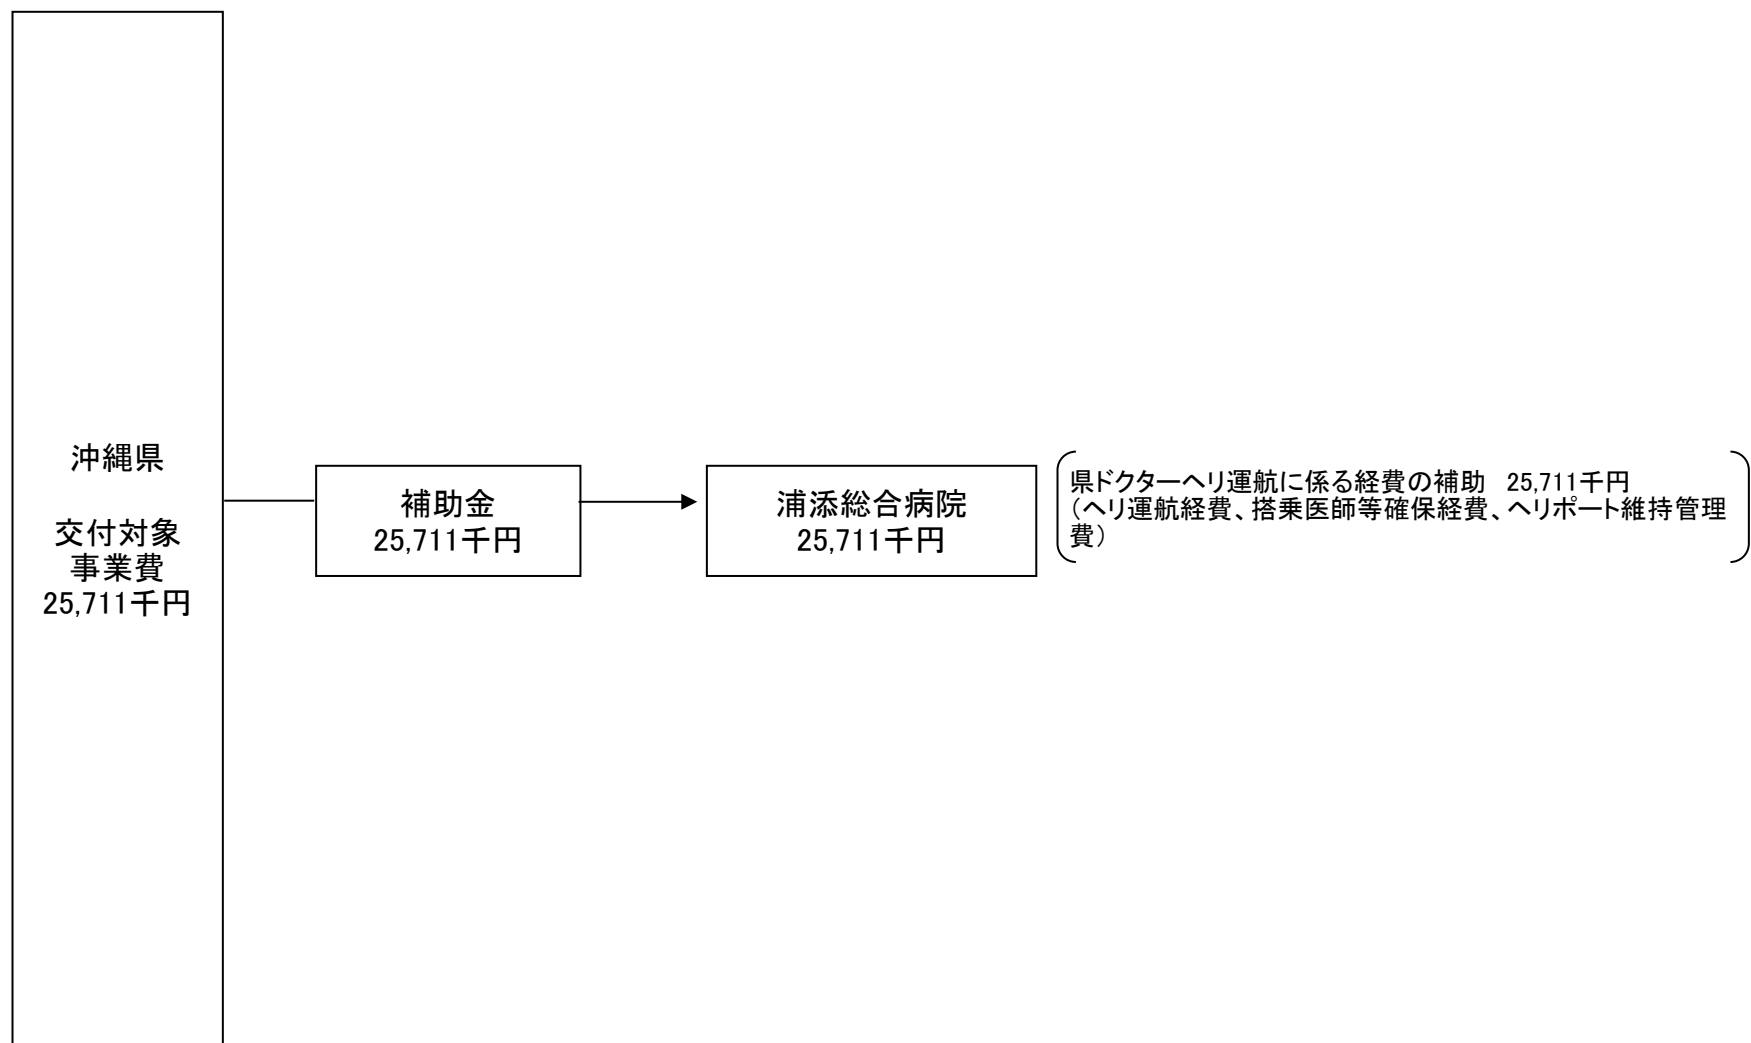 沖縄県
交付対象
事業費
25,711千円
補助金
25,711千円
浦添総合病院
25,711千円
県ドクターヘリ運航に係る経費の補助　25,711千円
（ヘリ運航経費、搭乗医師等確保経費、ヘリポート維持管理
費）